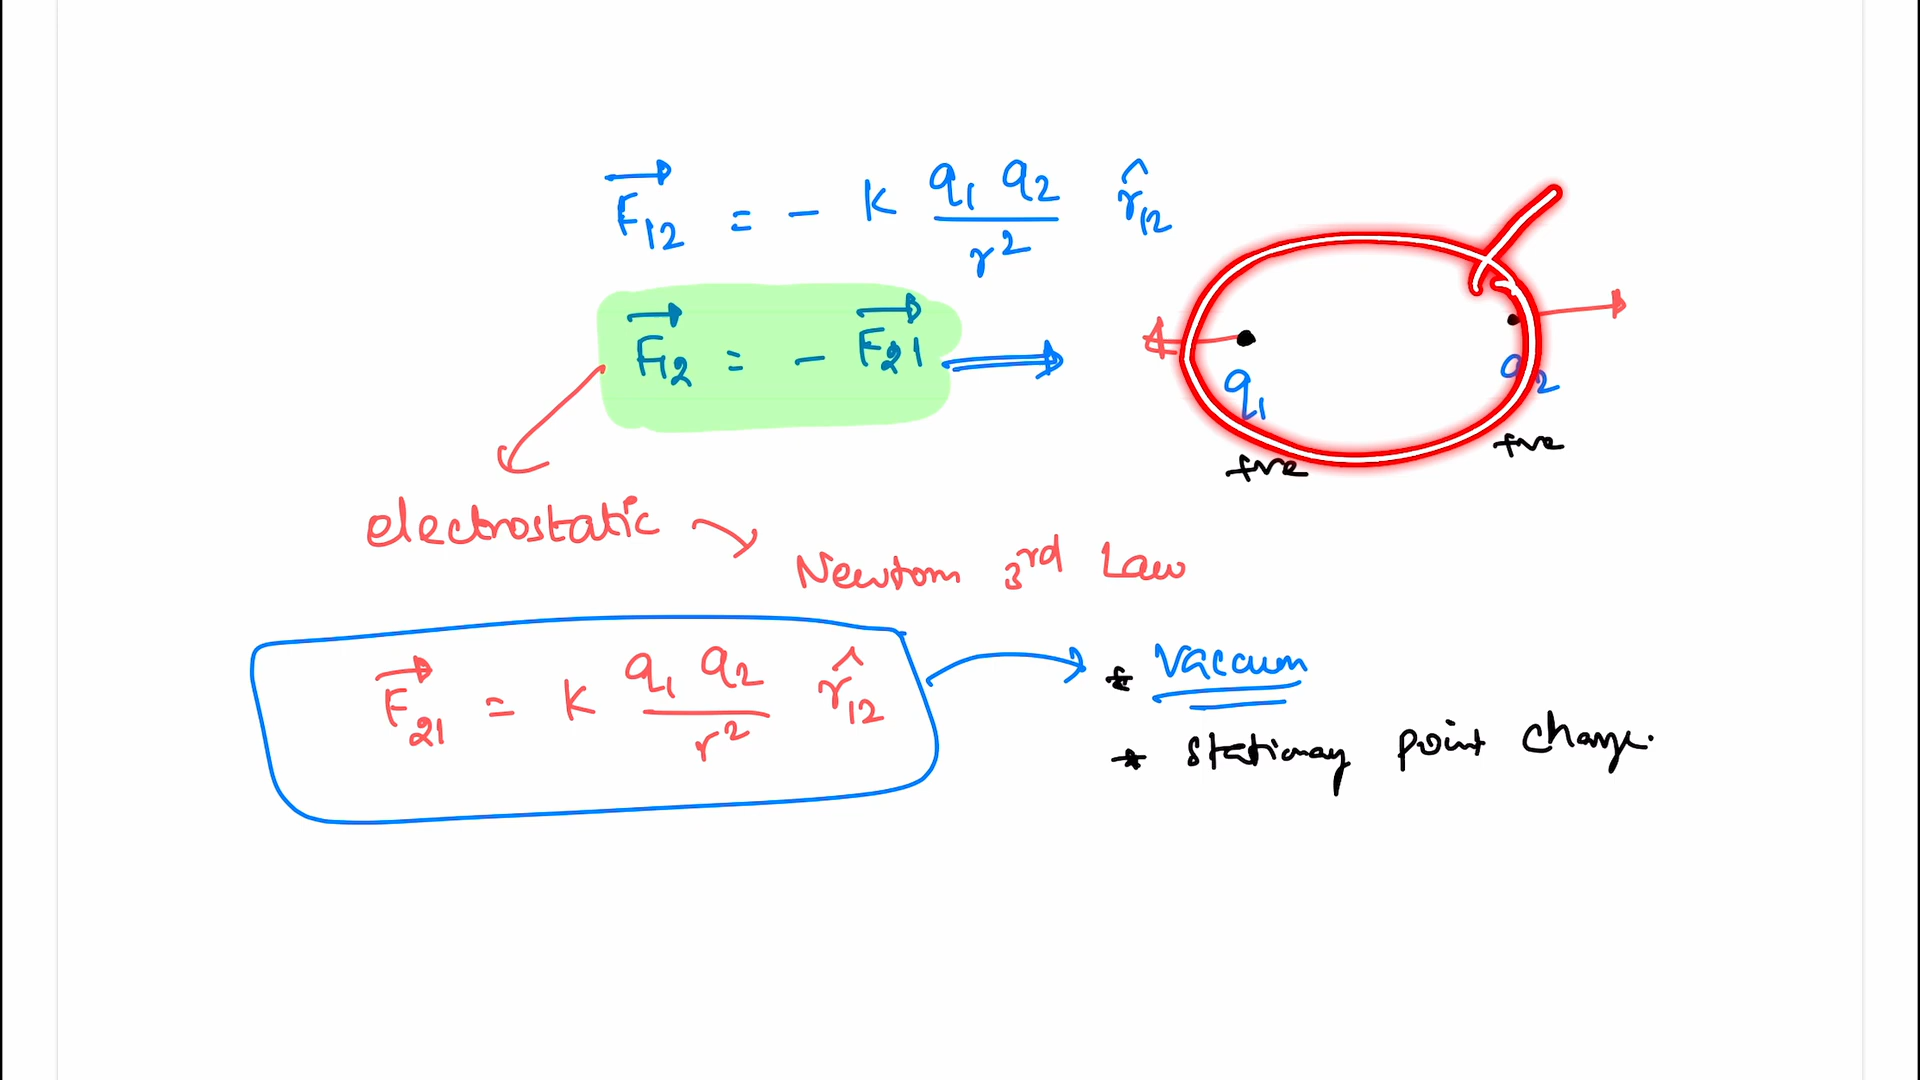 F₁₂ = - k q₁ q₂ / r² r̂₁₂
F₁₂ = - F₂₁
q₁ q₂
+ve +ve
electrostatic
Newton 3rd Law
F₂₁ = k q₁ q₂ / r² r̂₁₂
* Vaccum
* Stationary point charge.